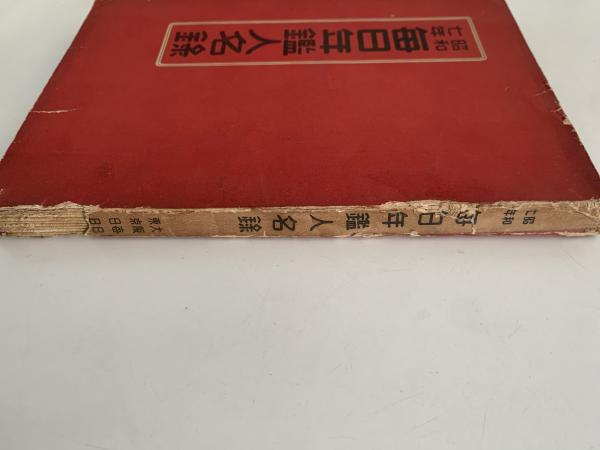 昭和
七年
毎日年鑑人名録
昭和
七年
毎日年鑑人名録
大阪毎日
東京日日